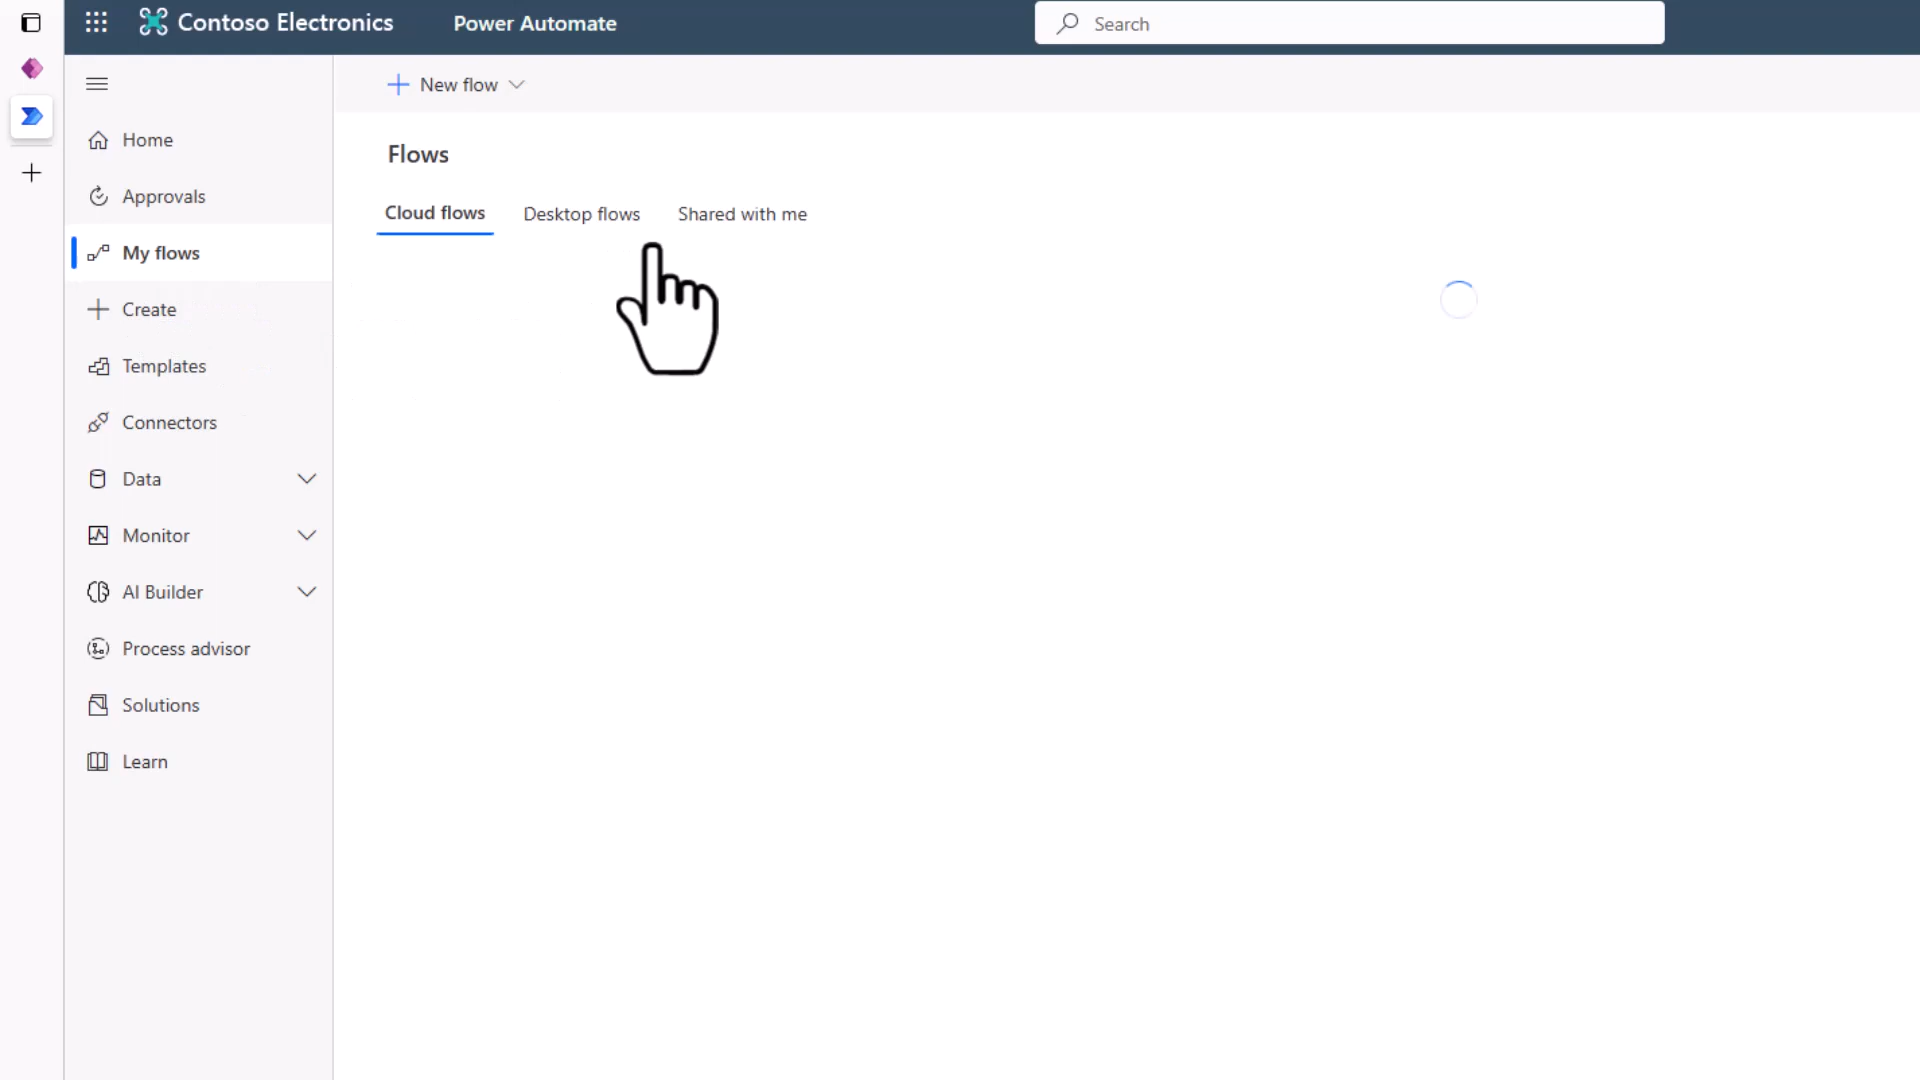 Contoso Electronics
Power Automate
Search
New flow
Home
Approvals
My flows
Create
Templates
Connectors
Data
Monitor
AI Builder
Process advisor
Solutions
Learn
Flows
Cloud flows
Desktop flows
Shared with me